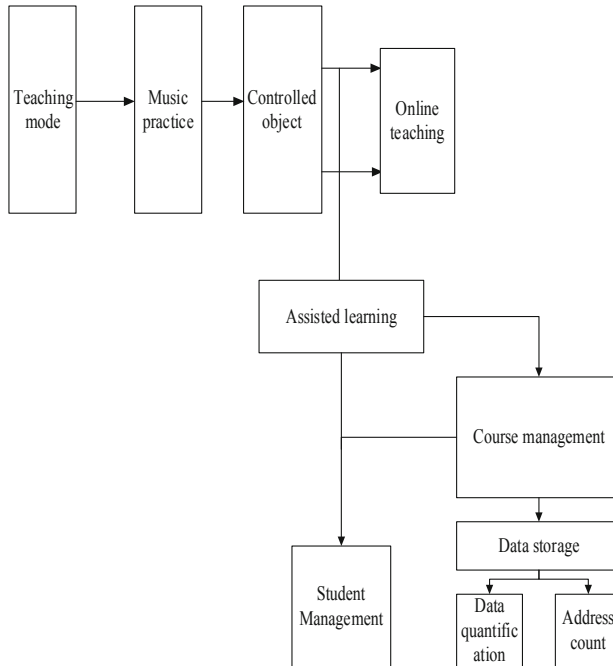 Teaching
mode
Music
practice
Controlled
object
Online
teaching
Assisted learning
Course management
Data storage
Student
Management
Data
quantific
ation
Address
count